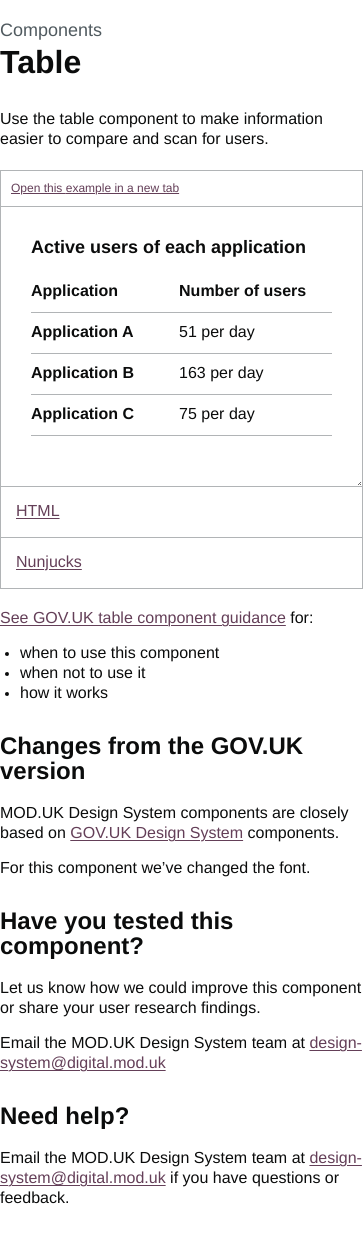 Components
Table
Use the table component to make information
easier to compare and scan for users.
Open this example in a new tab
Active users of each application
Application Number of users
Application A 51 per day
Application B 163 per day
Application C 75 per day
HTML
Nunjucks
See GOV.UK table component guidance for:
• when to use this component
• when not to use it
• how it works
Changes from the GOV.UK
version
MOD.UK Design System components are closely
based on GOV.UK Design System components.
For this component we’ve changed the font.
Have you tested this
component?
Let us know how we could improve this component
or share your user research findings.
Email the MOD.UK Design System team at design-
system@digital.mod.uk
Need help?
Email the MOD.UK Design System team at design-
system@digital.mod.uk if you have questions or
feedback.